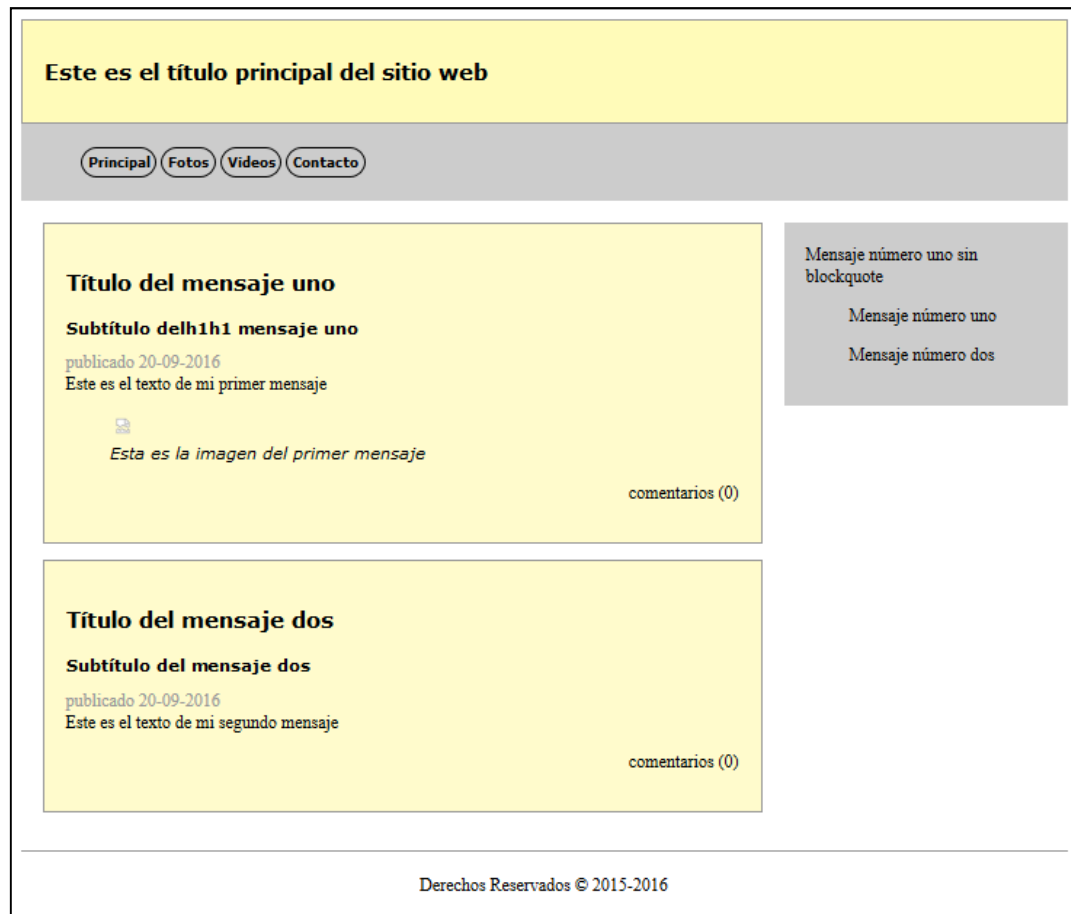 Este es el título principal del sitio web
Principal Fotos Videos Contacto
Título del mensaje uno
Subtítulo delh1h1 mensaje uno
publicado 20-09-2016
Este es el texto de mi primer mensaje
Esta es la imagen del primer mensaje
comentarios (0)
Título del mensaje dos
Subtítulo del mensaje dos
publicado 20-09-2016
Este es el texto de mi segundo mensaje
comentarios (0)
Mensaje número uno sin
blockquote
Mensaje número uno
Mensaje número dos
Derechos Reservados © 2015-2016